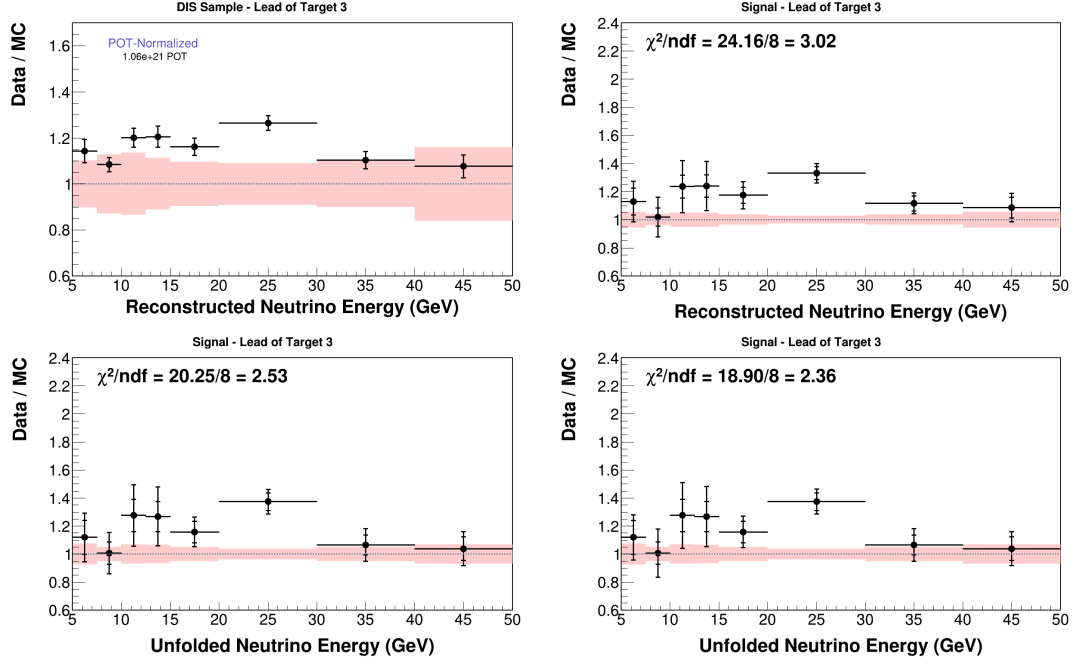 DIS Sample - Lead of Target 3
Data / MC
POT-Normalized
1.06e+21 POT
1.6
1.4
1.2
1
0.8
0.6
5 10 15 20 25 30 35 40 45 50
Reconstructed Neutrino Energy (GeV)
Signal - Lead of Target 3
Data / MC
χ²/ndf = 24.16/8 = 3.02
2.4
2.2
2
1.8
1.6
1.4
1.2
1
0.8
0.6
5 10 15 20 25 30 35 40 45 50
Reconstructed Neutrino Energy (GeV)
Signal - Lead of Target 3
Data / MC
χ²/ndf = 20.25/8 = 2.53
2.4
2.2
2
1.8
1.6
1.4
1.2
1
0.8
0.6
5 10 15 20 25 30 35 40 45 50
Unfolded Neutrino Energy (GeV)
Signal - Lead of Target 3
Data / MC
χ²/ndf = 18.90/8 = 2.36
2.4
2.2
2
1.8
1.6
1.4
1.2
1
0.8
0.6
5 10 15 20 25 30 35 40 45 50
Unfolded Neutrino Energy (GeV)